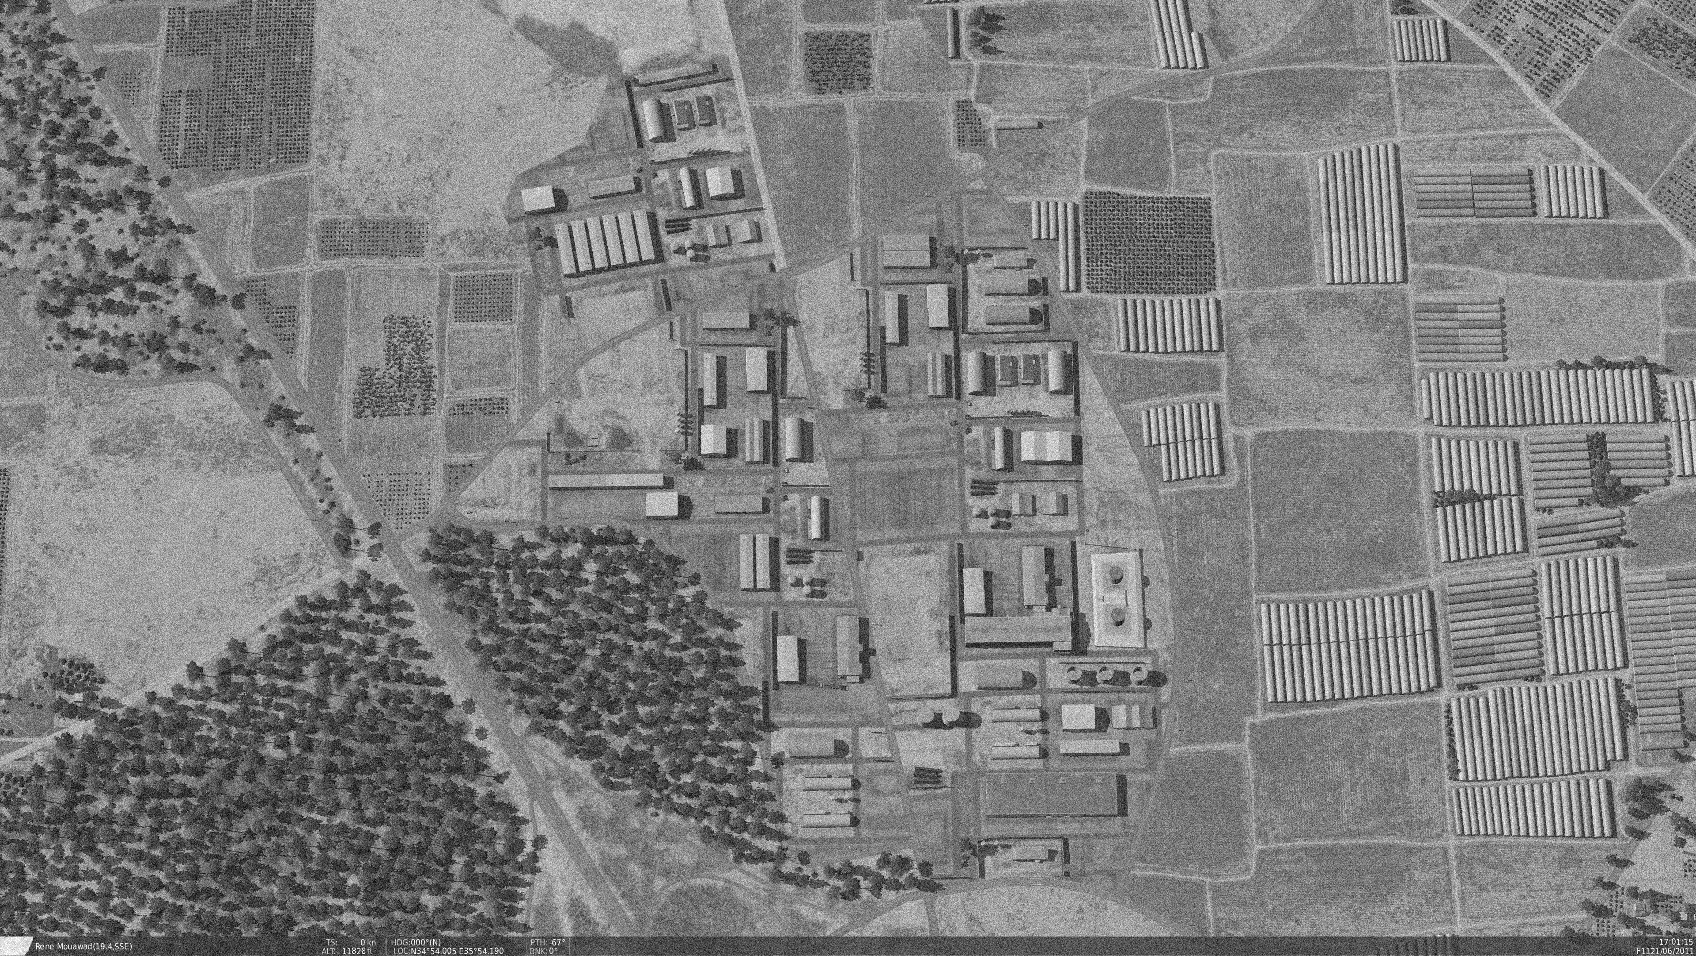 Rene Mouawad(19.4,SSE)
TS: 0 kn
ALT: 11828 ft
HDG:000°(N)
LOC:N34°54.005 E35°54.190
PTH: -67°
BNK: 0°
17:01:15
F1121/06/2011